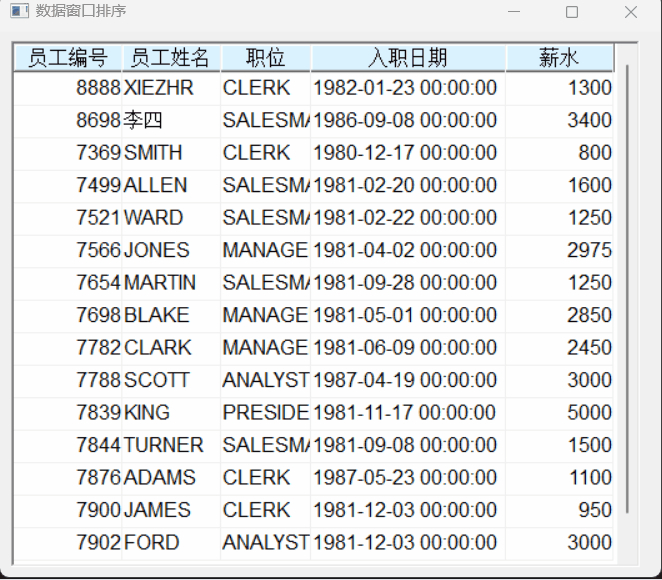 数据窗口排序
员工编号 员工姓名 职位 入职日期 薪水
8888 XIEZHR CLERK 1982-01-23 00:00:00 1300
8698 李四 SALESMA 1986-09-08 00:00:00 3400
7369 SMITH CLERK 1980-12-17 00:00:00 800
7499 ALLEN SALESMA 1981-02-20 00:00:00 1600
7521 WARD SALESMA 1981-02-22 00:00:00 1250
7566 JONES MANAGE 1981-04-02 00:00:00 2975
7654 MARTIN SALESMA 1981-09-28 00:00:00 1250
7698 BLAKE MANAGE 1981-05-01 00:00:00 2850
7782 CLARK MANAGE 1981-06-09 00:00:00 2450
7788 SCOTT ANALYST 1987-04-19 00:00:00 3000
7839 KING PRESIDE 1981-11-17 00:00:00 5000
7844 TURNER SALESMA 1981-09-08 00:00:00 1500
7876 ADAMS CLERK 1987-05-23 00:00:00 1100
7900 JAMES CLERK 1981-12-03 00:00:00 950
7902 FORD ANALYST 1981-12-03 00:00:00 3000